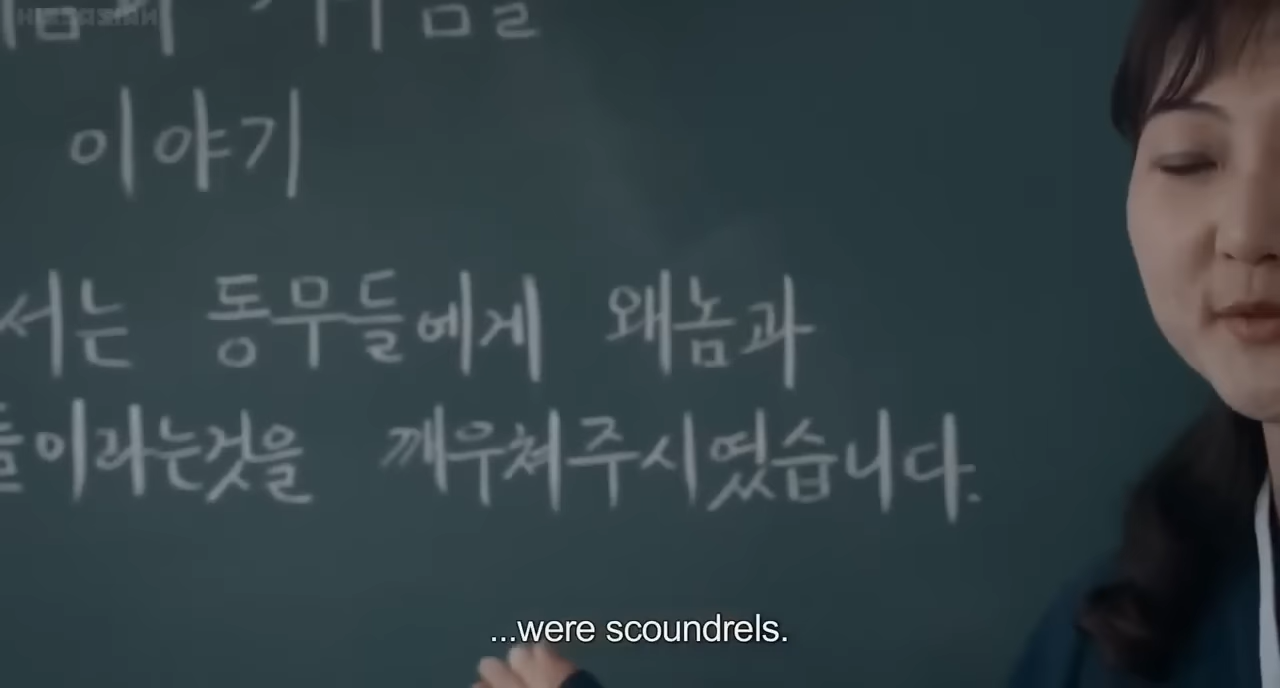 이야기
서는 동무들에게 왜놈과
들이라는것을 깨우쳐주시였습니다.
...were scoundrels.